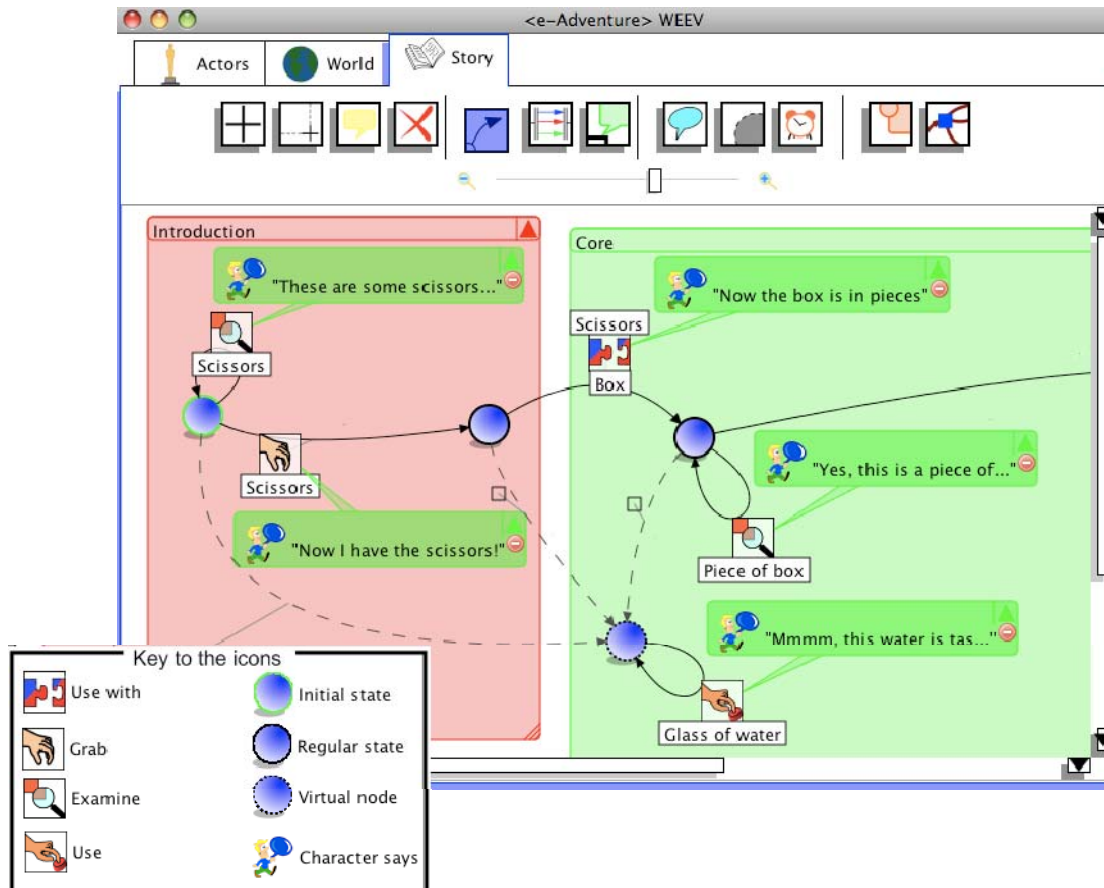 <e-Adventure> WEEV
Actors
World
Story
Introduction
"These are some scissors..."
Scissors
Scissors
"Now I have the scissors!"
Core
"Now the box is in pieces"
Scissors
Box
"Yes, this is a piece of..."
Piece of box
"Mmmm, this water is tas..."
Glass of water
Key to the icons
Use with
Grab
Examine
Use
Initial state
Regular state
Virtual node
Character says